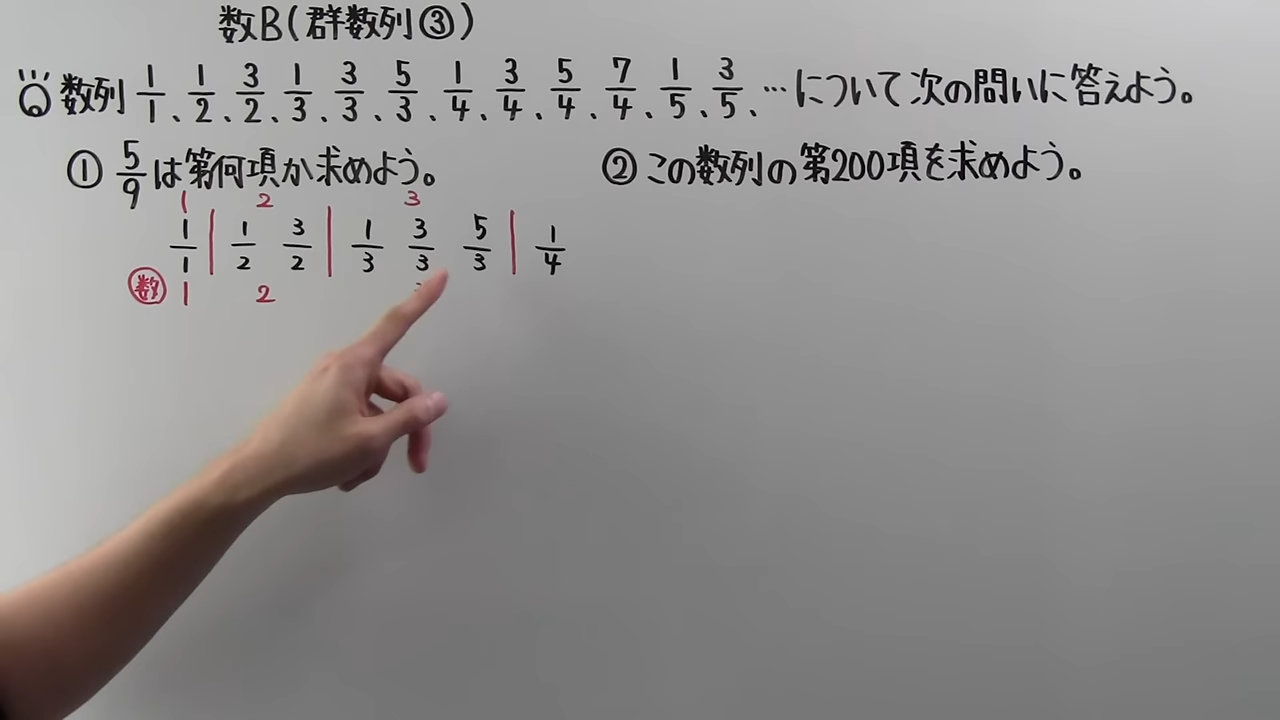 数B(群数列③)
数列 1/1、1/2、3/2、1/3、3/3、5/3、1/4、3/4、5/4、7/4、1/5、3/5、…について次の問いに答えよう。
① 5/9は第何項か求めよう。
② この数列の第200項を求めよう。
1 2 3
1/1 | 1/2 3/2 | 1/3 3/3 5/3 | 1/4
数 1 2